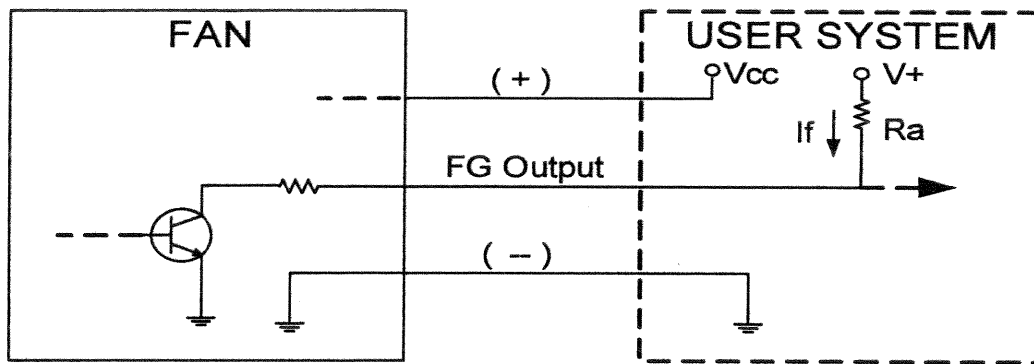 FAN
USER SYSTEM
( + )
Vcc
V+
If
Ra
FG Output
( − )